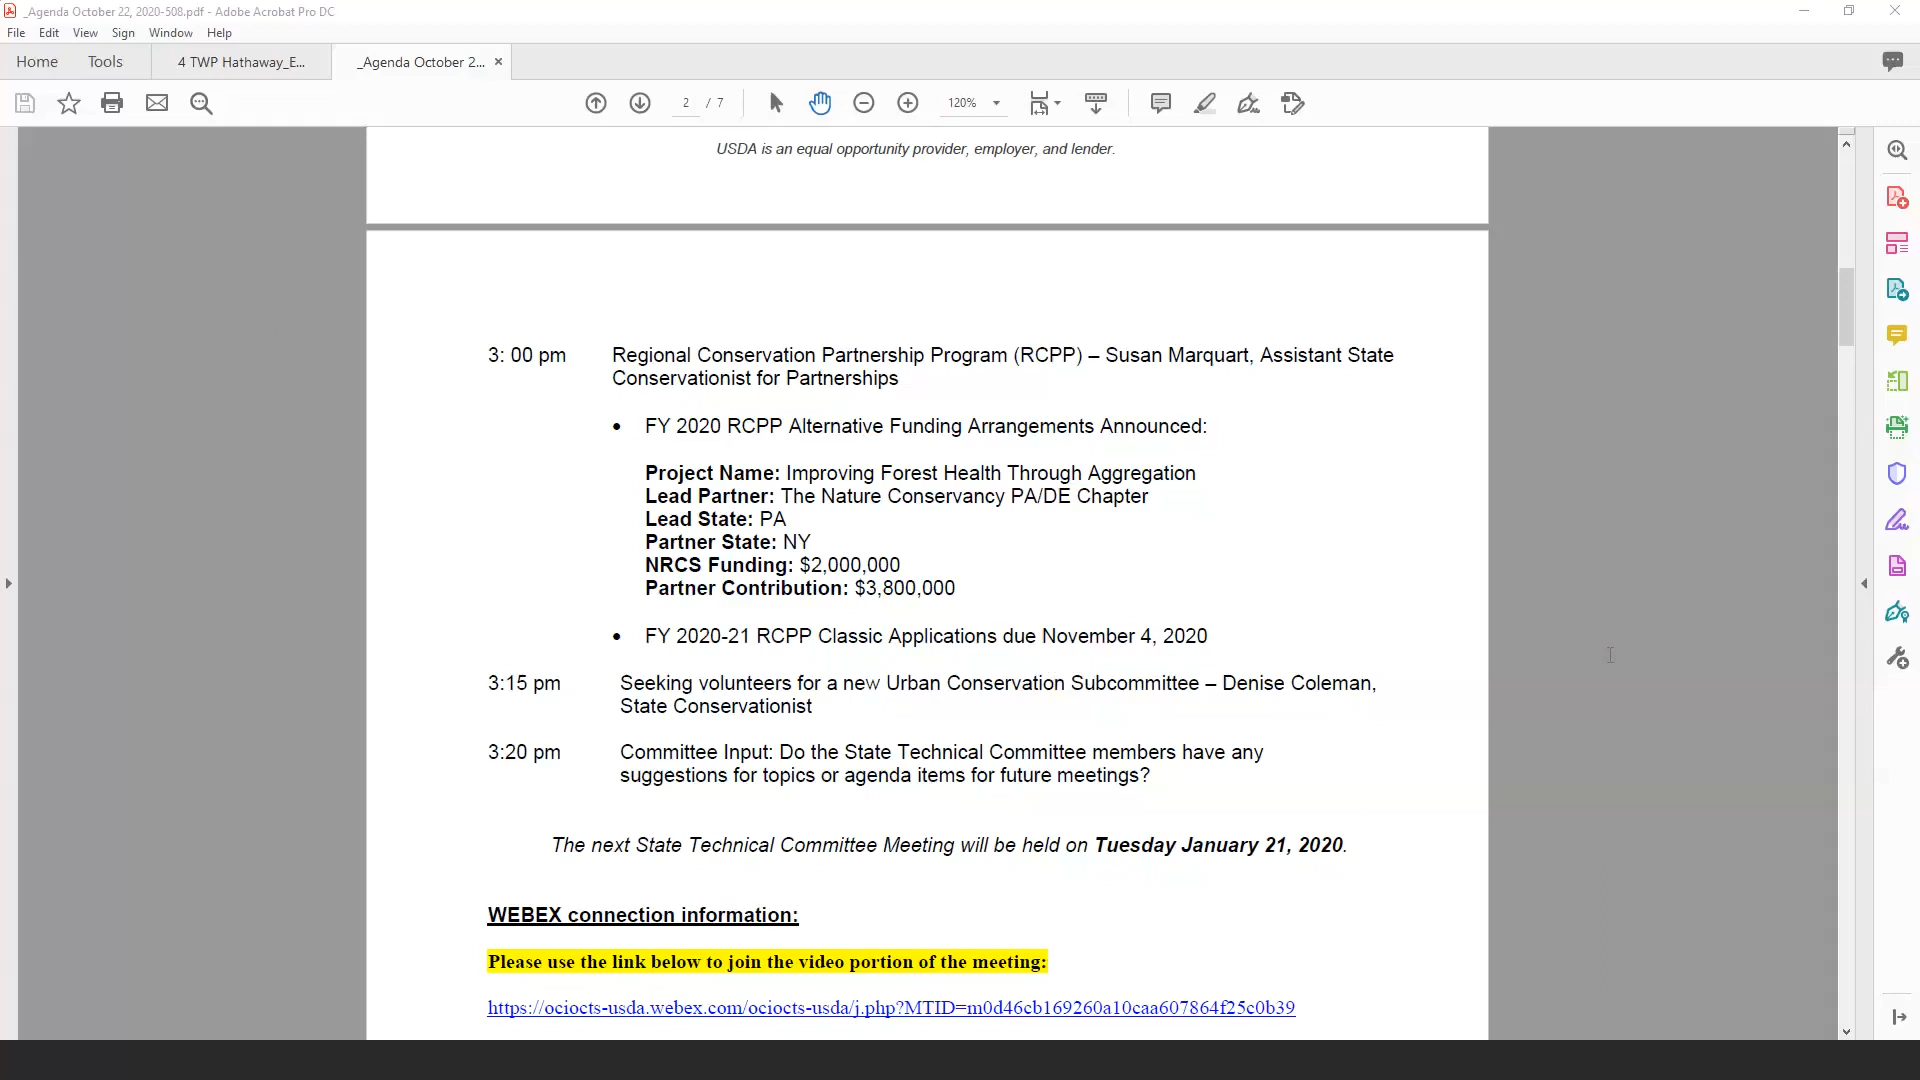 _Agenda October 22, 2020-508.pdf - Adobe Acrobat Pro DC
File Edit View Sign Window Help
Home Tools 4 TWP Hathaway_E... _Agenda October 2... ×
2 / 7 120%
USDA is an equal opportunity provider, employer, and lender.
3: 00 pm Regional Conservation Partnership Program (RCPP) – Susan Marquart, Assistant State
Conservationist for Partnerships
• FY 2020 RCPP Alternative Funding Arrangements Announced:
Project Name: Improving Forest Health Through Aggregation
Lead Partner: The Nature Conservancy PA/DE Chapter
Lead State: PA
Partner State: NY
NRCS Funding: $2,000,000
Partner Contribution: $3,800,000
• FY 2020-21 RCPP Classic Applications due November 4, 2020
3:15 pm Seeking volunteers for a new Urban Conservation Subcommittee – Denise Coleman,
State Conservationist
3:20 pm Committee Input: Do the State Technical Committee members have any
suggestions for topics or agenda items for future meetings?
The next State Technical Committee Meeting will be held on Tuesday January 21, 2020.
WEBEX connection information:
Please use the link below to join the video portion of the meeting:
https://ociocts-usda.webex.com/ociocts-usda/j.php?MTID=m0d46cb169260a10caa607864f25c0b39